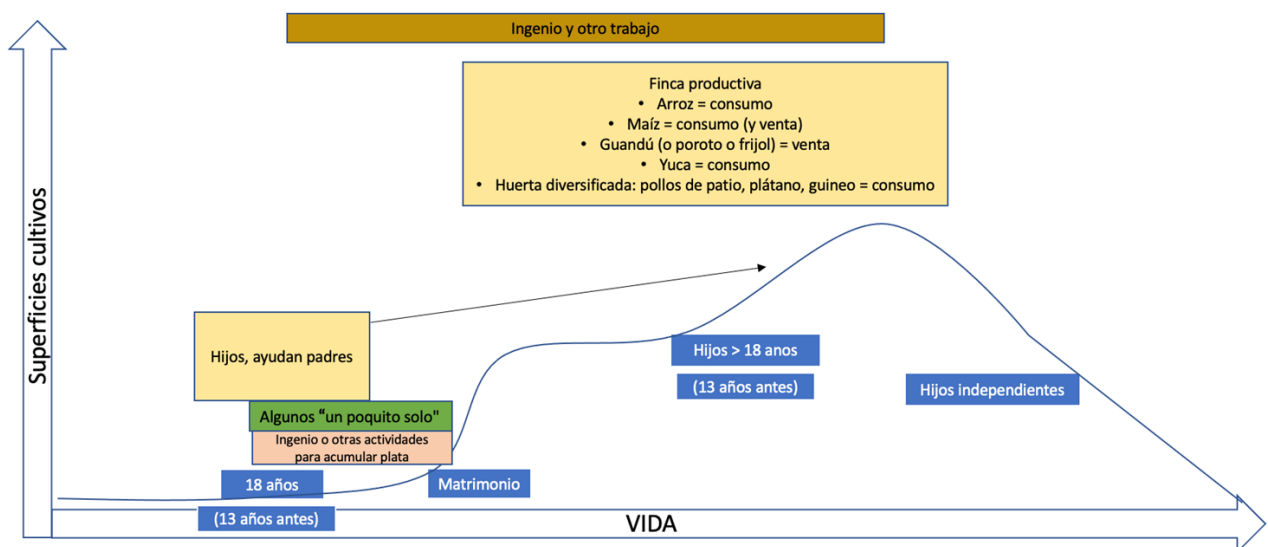 Ingenio y otro trabajo
Finca productiva
• Arroz = consumo
• Maíz = consumo (y venta)
• Guandú (o poroto o frijol) = venta
• Yuca = consumo
• Huerta diversificada: pollos de patio, plátano, guineo = consumo
Superficies cultivos
Hijos, ayudan padres
Algunos “un poquito solo"
Ingenio o otras actividades
para acumular plata
18 años
(13 años antes)
Matrimonio
Hijos > 18 anos
(13 años antes)
Hijos independientes
VIDA